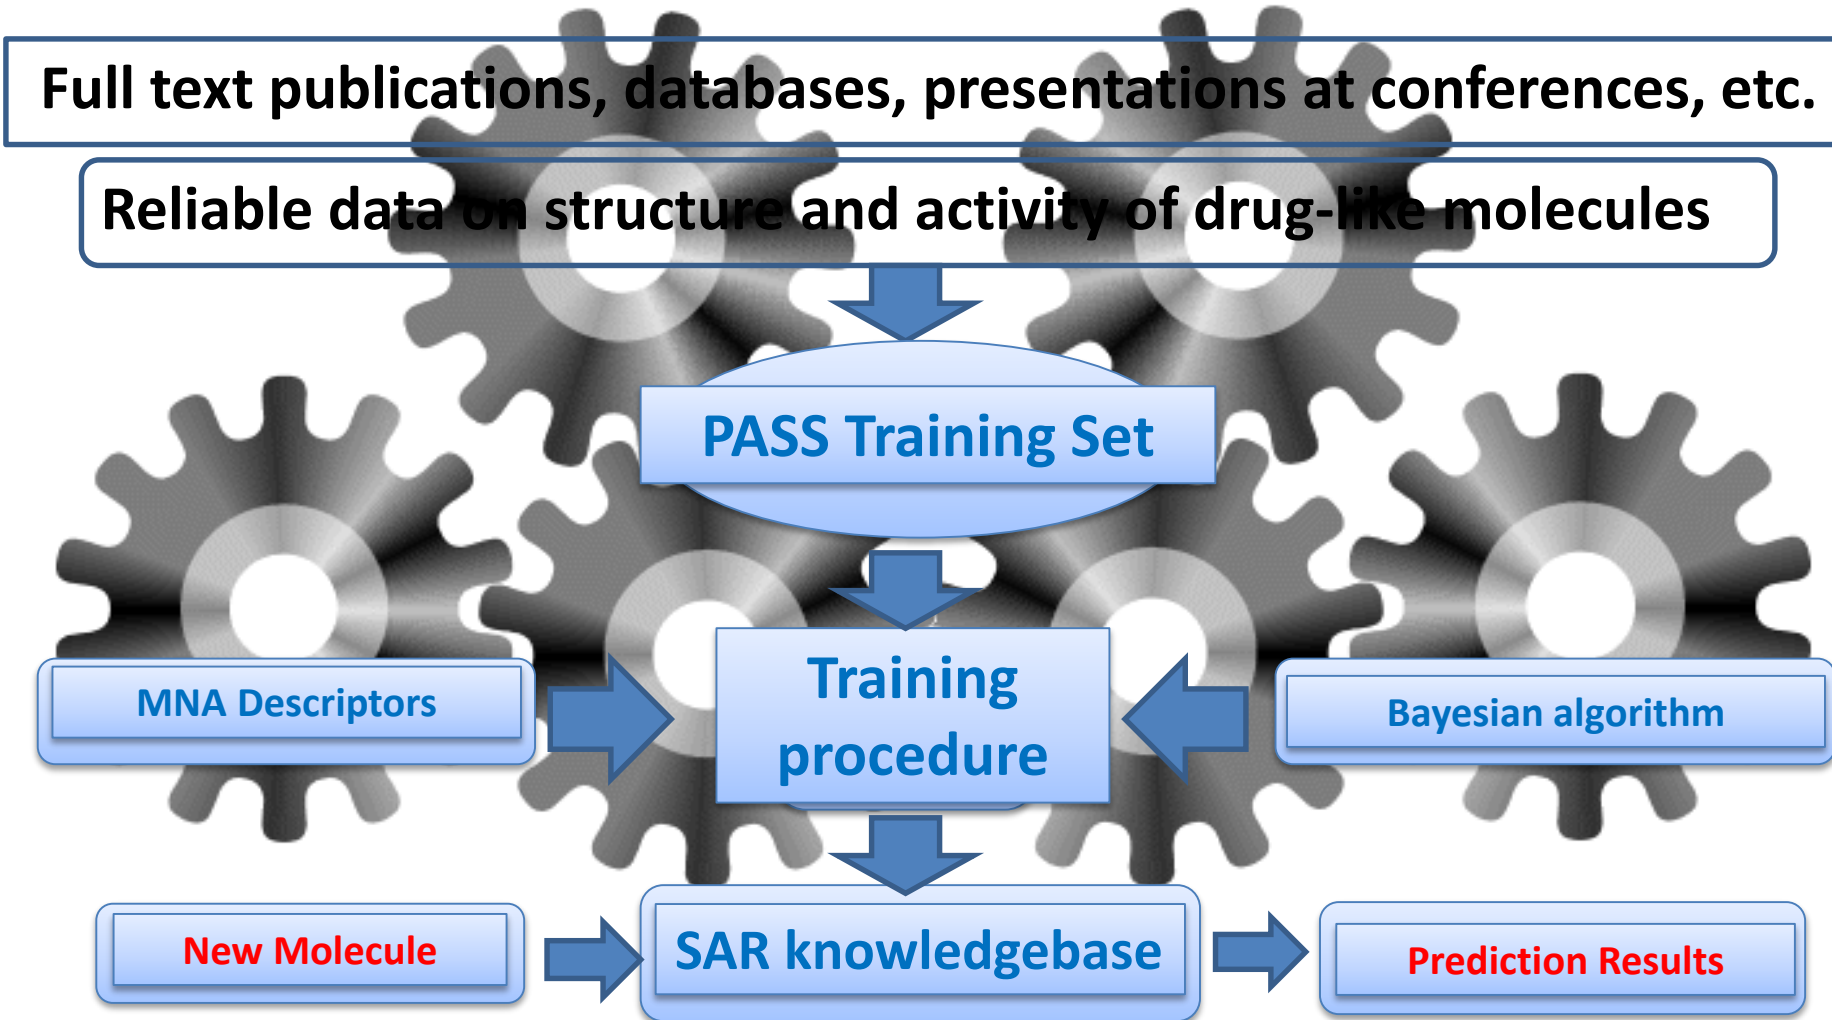 Full text publications, databases, presentations at conferences, etc.
Reliable data on structure and activity of drug-like molecules
PASS Training Set
Training
procedure
MNA Descriptors
Bayesian algorithm
New Molecule
SAR knowledgebase
Prediction Results